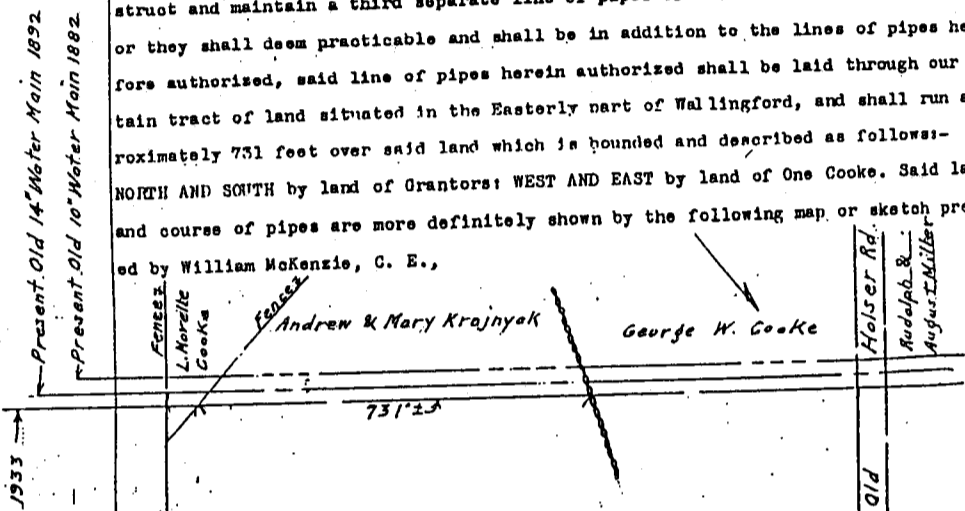 struct and maintain a third separate line of
or they shall deem practicable and shall be in addition to the lines of pipes he
fore authorized, said line of pipes herein authorized shall be laid through our
tain tract of land situated in the Easterly part of Wallingford, and shall run a
roximately 731 feet over said land which is bounded and described as follows:-
NORTH AND SOUTH by land of Grantors: WEST AND EAST by land of One Cooke. Said la
and course of pipes are more definitely shown by the following map or sketch pre
ed by William McKenzie, C. E.,
Present Old 14" Water Main 1892
Present Old 10" Water Main 1882
Fence
L. Noveille
Cooke
Fence
Andrew & Mary Krajnyak
George W. Cooke
Holser Rd.
Rudolph &
August Miller
731'±
1933
Old